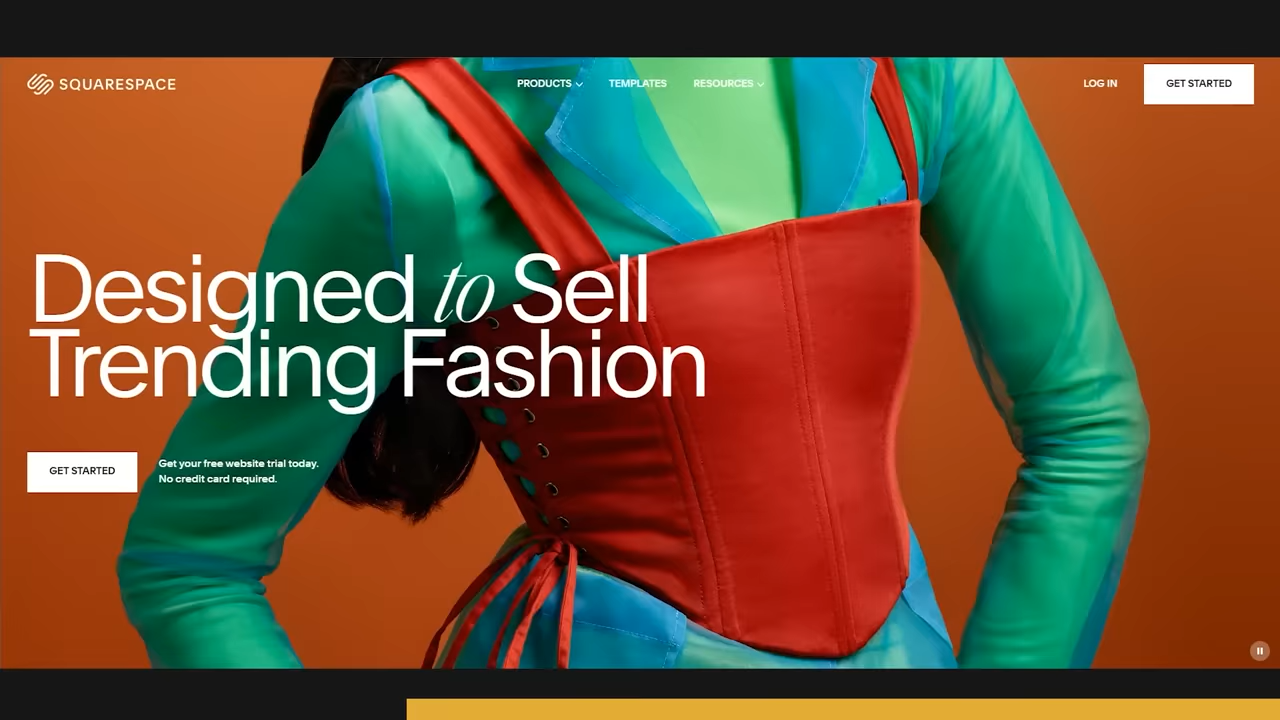 SQUARESPACE
PRODUCTS
TEMPLATES
RESOURCES
LOG IN
GET STARTED
Designed to Sell
Trending Fashion
GET STARTED
Get your free website trial today.
No credit card required.